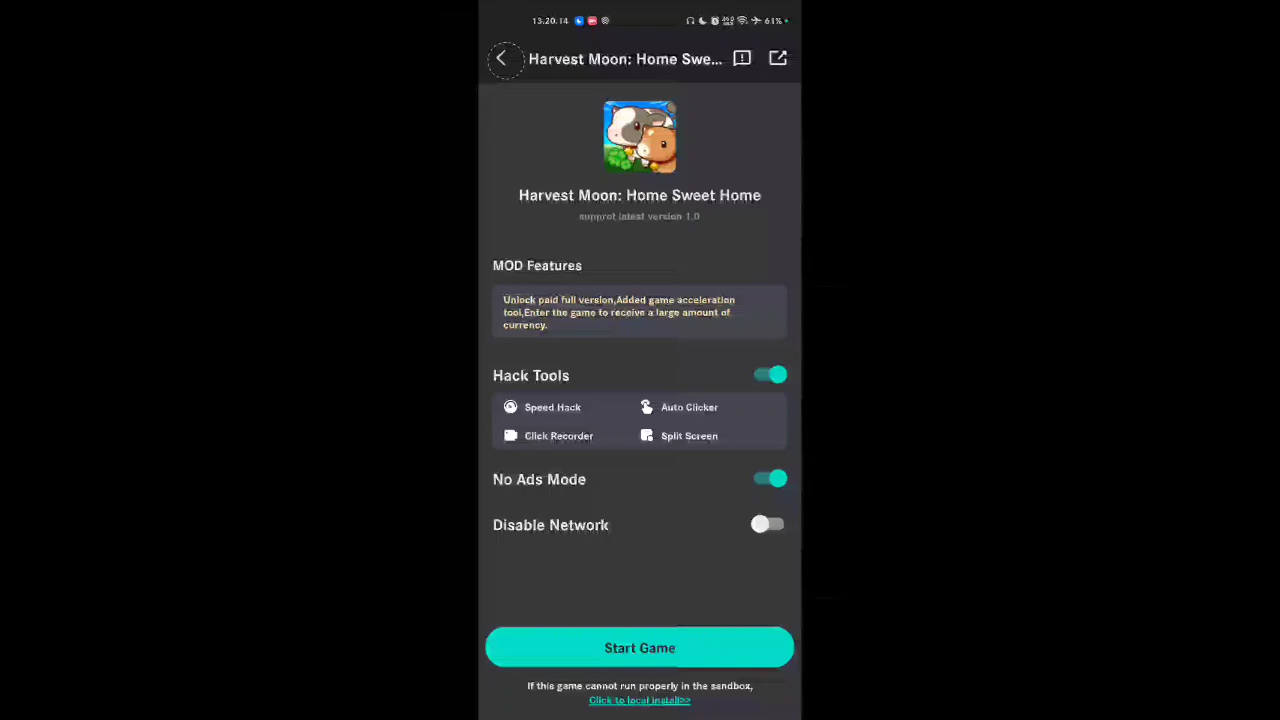 13.20.14 61%
Harvest Moon: Home Swe...
Harvest Moon: Home Sweet Home
supprot latest version 1.0
MOD Features
Unlock paid full version,Added game acceleration
tool,Enter the game to receive a large amount of
currency.
Hack Tools
Speed Hack Auto Clicker
Click Recorder Split Screen
No Ads Mode
Disable Network
Start Game
If this game cannot run properly in the sandbox,
Click to local install>>